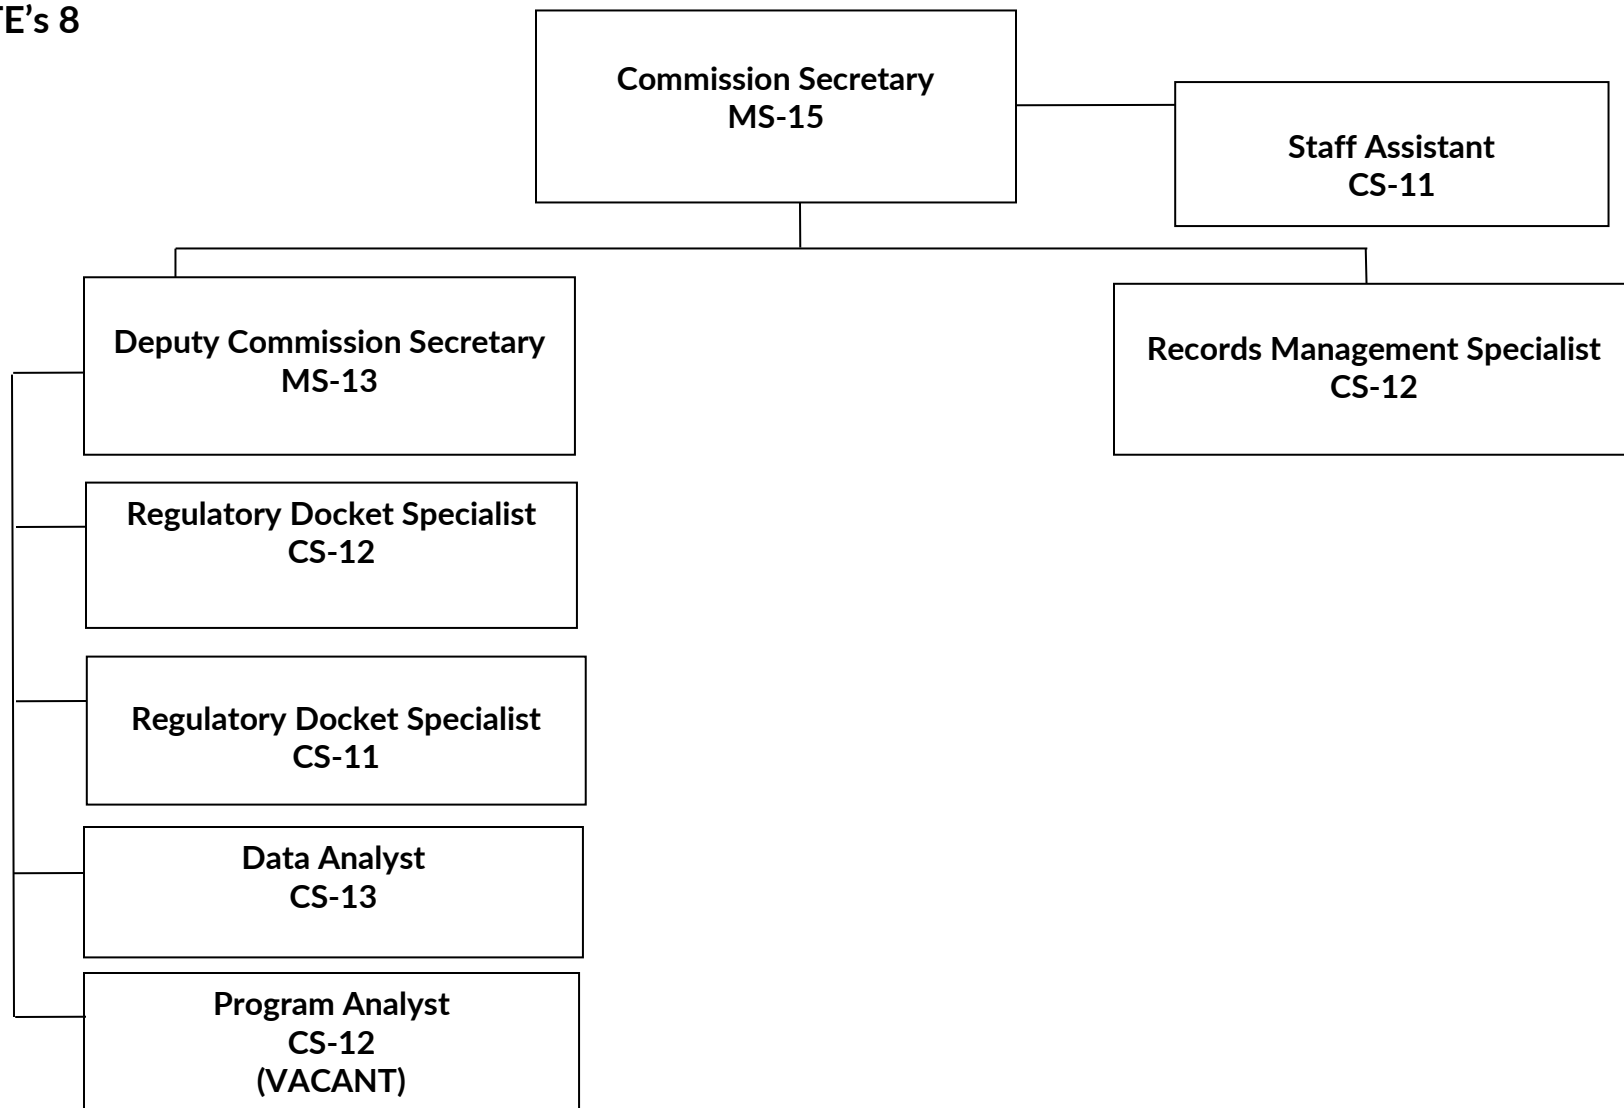 TE’s 8
Commission Secretary
MS-15
Staff Assistant
CS-11
Deputy Commission Secretary
MS-13
Records Management Specialist
CS-12
Regulatory Docket Specialist
CS-12
Regulatory Docket Specialist
CS-11
Data Analyst
CS-13
Program Analyst
CS-12
(VACANT)